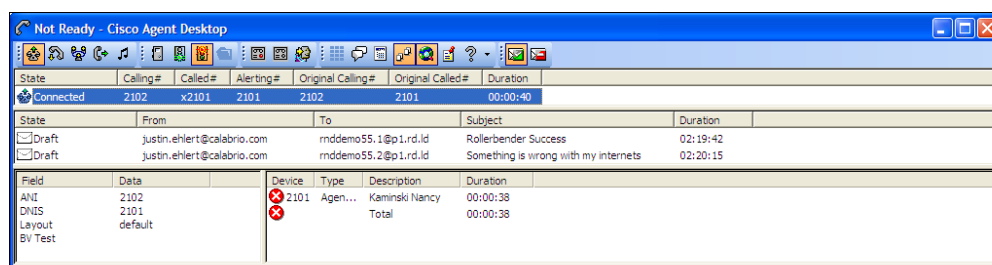 Not Ready - Cisco Agent Desktop
State Calling# Called# Alerting# Original Calling# Original Called# Duration
Connected 2102 x2101 2101 2102 2101 00:00:40
State From To Subject Duration
Draft justin.ehlert@calabrio.com rnddemo55.1@p1.rd.ld Rollerbender Success 02:19:42
Draft justin.ehlert@calabrio.com rnddemo55.2@p1.rd.ld Something is wrong with my internets 02:20:15
Field Data Device Type Description Duration
ANI 2102 2101 Agen... Kaminski Nancy 00:00:38
DNIS 2101 Total 00:00:38
Layout default
BV Test